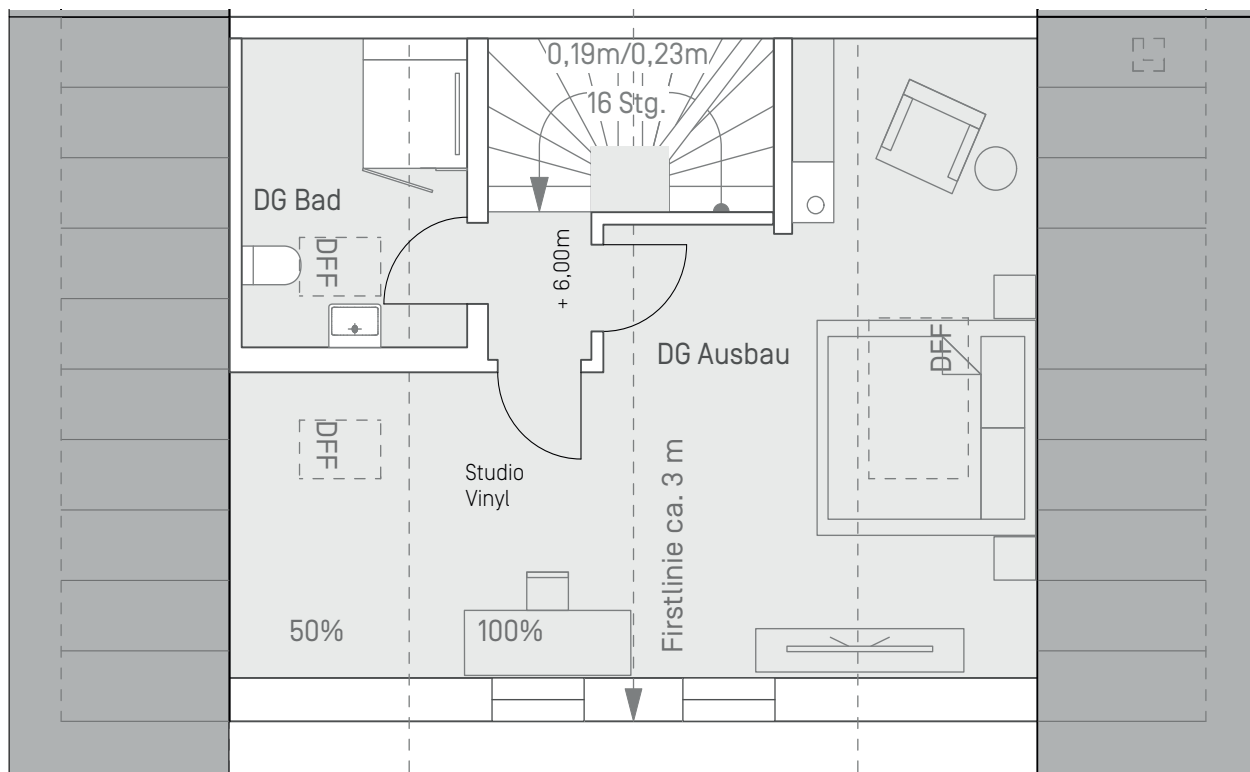 0,19m/0,23m
16 Stg.
DG Bad
DFF
+ 6,00m
DG Ausbau
DFF
DFF
Studio
Vinyl
Firstlinie ca. 3 m
50%
100%